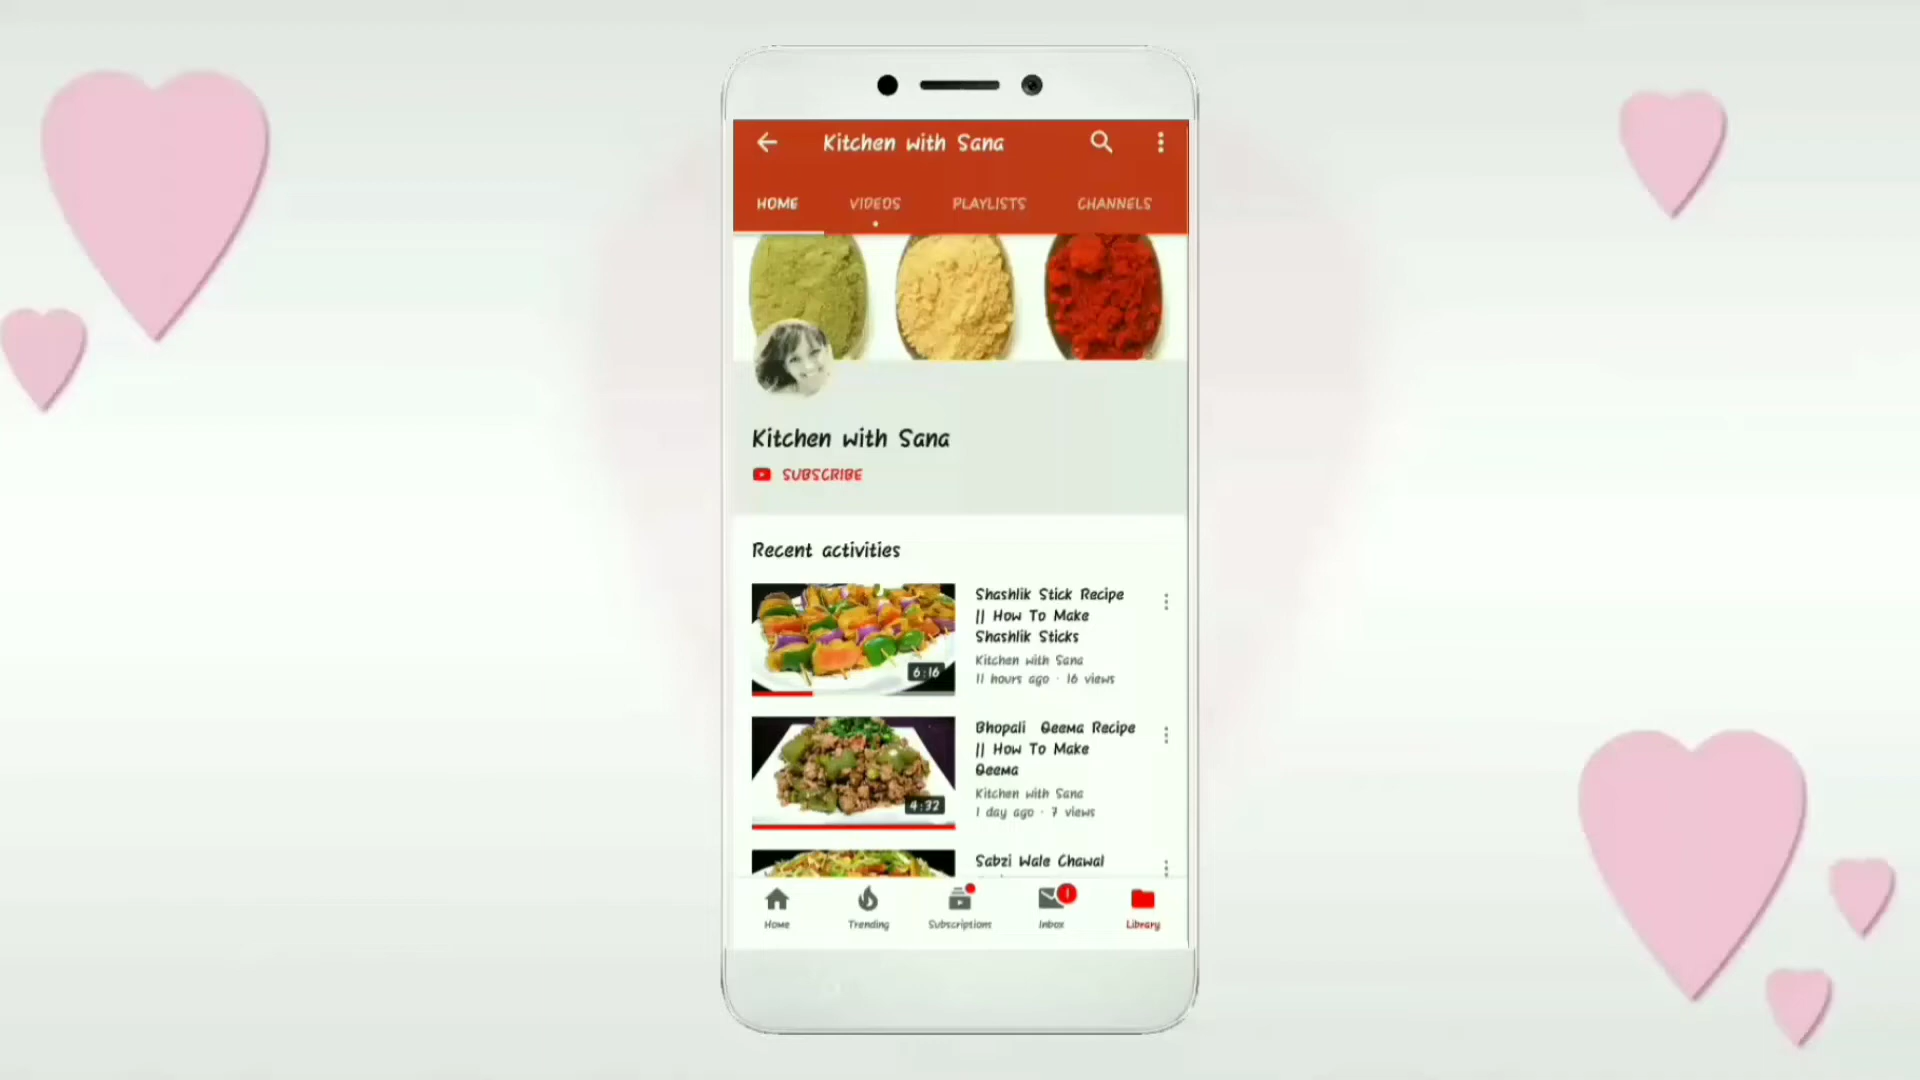 Kitchen with Sana
HOME VIDEOS PLAYLISTS CHANNELS
Kitchen with Sana
SUBSCRIBE
Recent activities
Shashlik Stick Recipe
|| How To Make
Shashlik Sticks
Kitchen with Sana
11 hours ago · 16 views
6:16
Bhopali Qeema Recipe
|| How To Make
Qeema
Kitchen with Sana
1 day ago · 7 views
4:32
Sabzi Wale Chawal
Home Trending Subscriptions Inbox Library